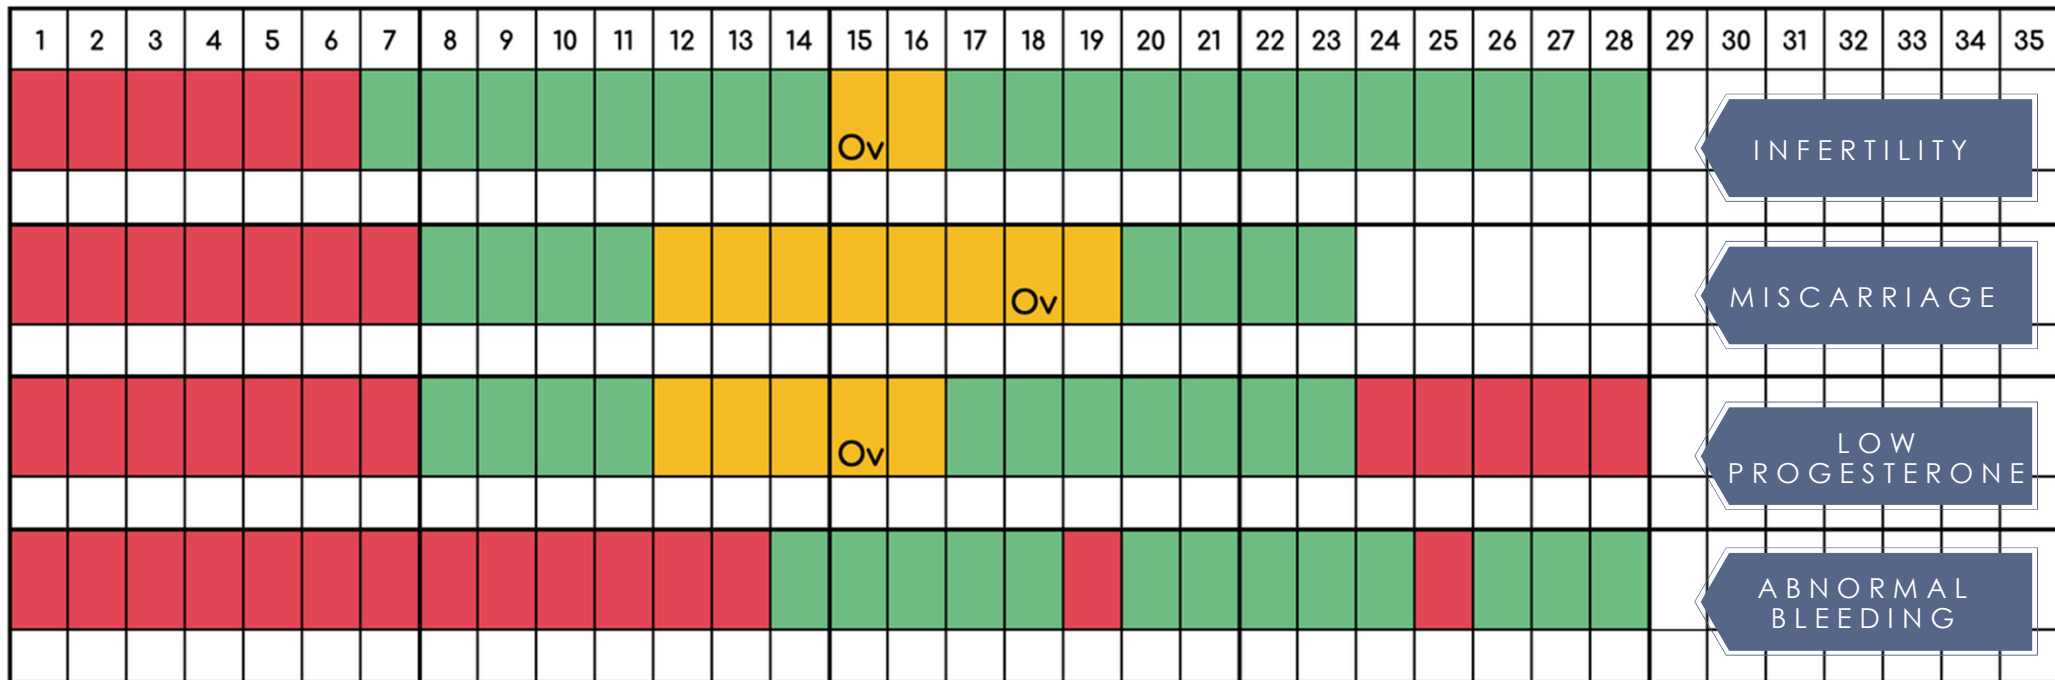 1 2 3 4 5 6 7 8 9 10 11 12 13 14 15 16 17 18 19 20 21 22 23 24 25 26 27 28 29 30 31 32 33 34 35
Ov
INFERTILITY
Ov
MISCARRIAGE
Ov
LOW
PROGESTERONE
ABNORMAL
BLEEDING